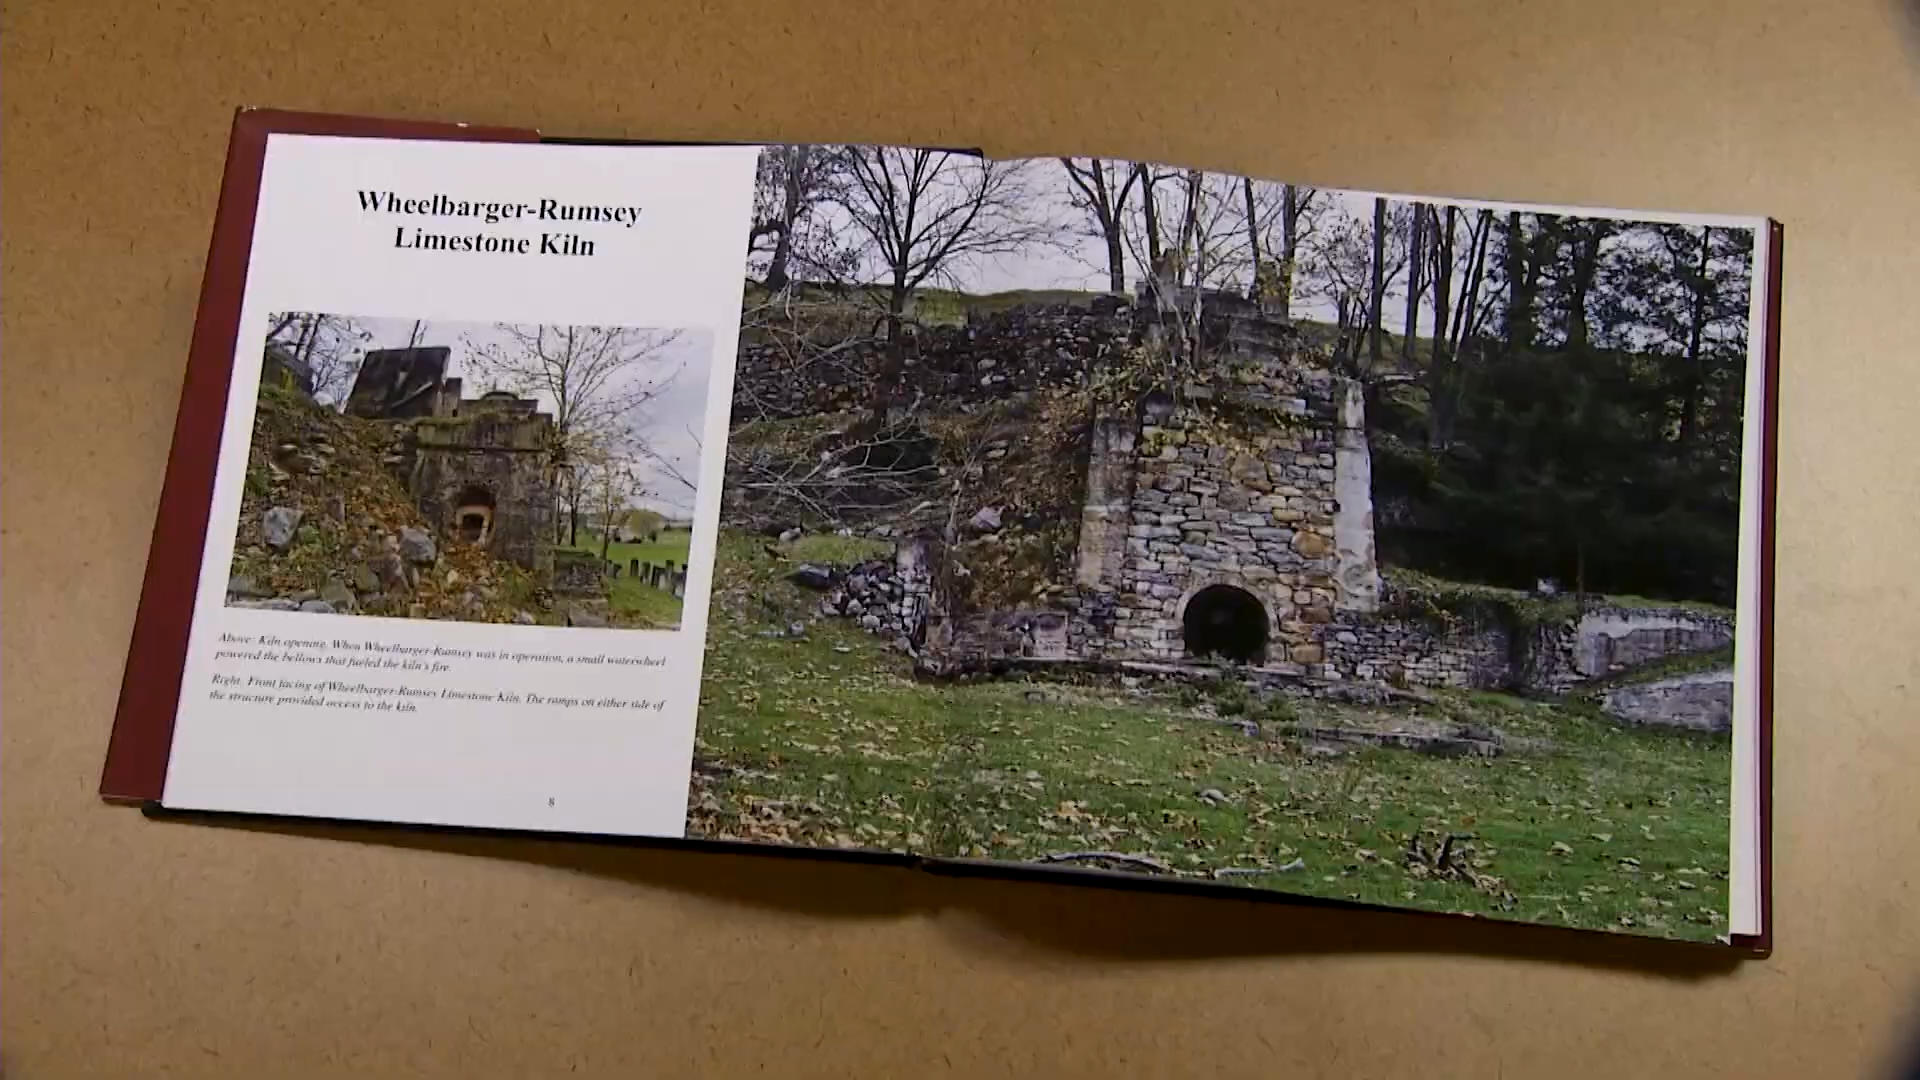 Wheelbarger-Rumsey
Limestone Kiln
Above: Kiln opening. When Wheelbarger-Rumsey was in operation, a small waterwheel
powered the bellows that fueled the kiln's fire.
Right: Front facing of Wheelbarger-Rumsey Limestone Kiln. The ramps on either side of
the structure provided access to the kiln.
8